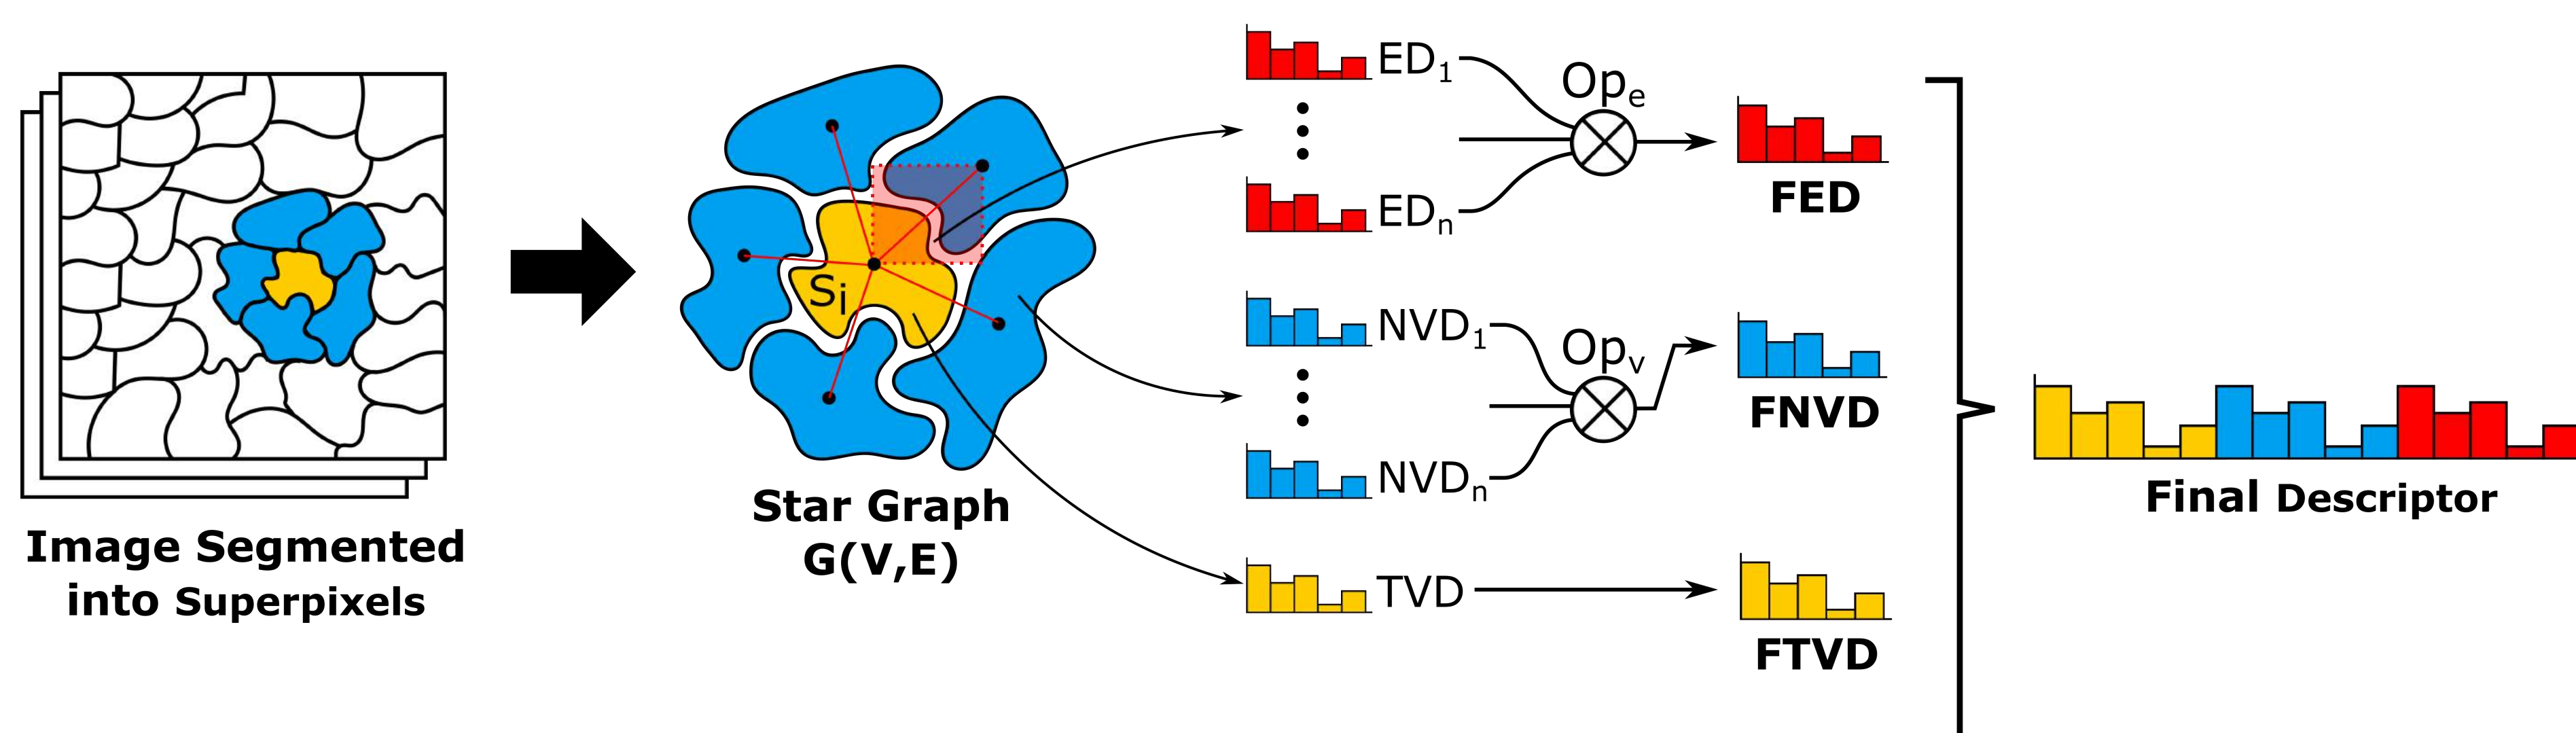 Image Segmented
into Superpixels
Si
Star Graph
G(V,E)
ED1
EDn
Ope
FED
NVD1
NVDn
Opv
FNVD
TVD
FTVD
Final Descriptor